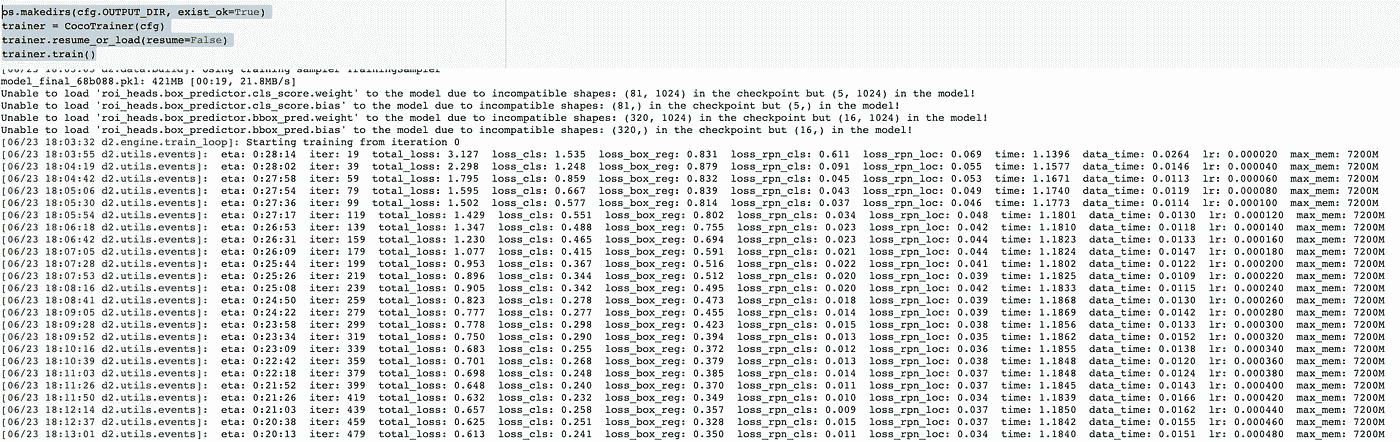 os.makedirs(cfg.OUTPUT_DIR, exist_ok=True)
trainer = CocoTrainer(cfg)
trainer.resume_or_load(resume=False)
trainer.train()
[06/23 18:03:05 d2.data.build]: Using training sampler TrainingSampler
model_final_68b088.pkl: 421MB [00:19, 21.8MB/s]
Unable to load 'roi_heads.box_predictor.cls_score.weight' to the model due to incompatible shapes: (81, 1024) in the checkpoint but (5, 1024) in the model!
Unable to load 'roi_heads.box_predictor.cls_score.bias' to the model due to incompatible shapes: (81,) in the checkpoint but (5,) in the model!
Unable to load 'roi_heads.box_predictor.bbox_pred.weight' to the model due to incompatible shapes: (320, 1024) in the checkpoint but (16, 1024) in the model!
Unable to load 'roi_heads.box_predictor.bbox_pred.bias' to the model due to incompatible shapes: (320,) in the checkpoint but (16,) in the model!
[06/23 18:03:32 d2.engine.train_loop]: Starting training from iteration 0
[06/23 18:03:55 d2.utils.events]: eta: 0:28:14 iter: 19 total_loss: 3.127 loss_cls: 1.535 loss_box_reg: 0.831 loss_rpn_cls: 0.611 loss_rpn_loc: 0.069 time: 1.1396 data_time: 0.0264 lr: 0.000020 max_mem: 7200M
[06/23 18:04:19 d2.utils.events]: eta: 0:28:02 iter: 39 total_loss: 2.298 loss_cls: 1.248 loss_box_reg: 0.879 loss_rpn_cls: 0.091 loss_rpn_loc: 0.055 time: 1.1577 data_time: 0.0146 lr: 0.000040 max_mem: 7200M
[06/23 18:04:42 d2.utils.events]: eta: 0:27:58 iter: 59 total_loss: 1.795 loss_cls: 0.859 loss_box_reg: 0.832 loss_rpn_cls: 0.045 loss_rpn_loc: 0.053 time: 1.1671 data_time: 0.0113 lr: 0.000060 max_mem: 7200M
[06/23 18:05:06 d2.utils.events]: eta: 0:27:54 iter: 79 total_loss: 1.595 loss_cls: 0.667 loss_box_reg: 0.839 loss_rpn_cls: 0.043 loss_rpn_loc: 0.049 time: 1.1740 data_time: 0.0119 lr: 0.000080 max_mem: 7200M
[06/23 18:05:30 d2.utils.events]: eta: 0:27:36 iter: 99 total_loss: 1.502 loss_cls: 0.577 loss_box_reg: 0.814 loss_rpn_cls: 0.037 loss_rpn_loc: 0.046 time: 1.1773 data_time: 0.0114 lr: 0.000100 max_mem: 7200M
[06/23 18:05:54 d2.utils.events]: eta: 0:27:17 iter: 119 total_loss: 1.429 loss_cls: 0.551 loss_box_reg: 0.802 loss_rpn_cls: 0.034 loss_rpn_loc: 0.048 time: 1.1801 data_time: 0.0130 lr: 0.000120 max_mem: 7200M
[06/23 18:06:18 d2.utils.events]: eta: 0:26:53 iter: 139 total_loss: 1.347 loss_cls: 0.488 loss_box_reg: 0.755 loss_rpn_cls: 0.023 loss_rpn_loc: 0.042 time: 1.1810 data_time: 0.0118 lr: 0.000140 max_mem: 7200M
[06/23 18:06:42 d2.utils.events]: eta: 0:26:31 iter: 159 total_loss: 1.230 loss_cls: 0.465 loss_box_reg: 0.694 loss_rpn_cls: 0.023 loss_rpn_loc: 0.044 time: 1.1823 data_time: 0.0133 lr: 0.000160 max_mem: 7200M
[06/23 18:07:05 d2.utils.events]: eta: 0:26:09 iter: 179 total_loss: 1.077 loss_cls: 0.415 loss_box_reg: 0.591 loss_rpn_cls: 0.021 loss_rpn_loc: 0.044 time: 1.1824 data_time: 0.0147 lr: 0.000180 max_mem: 7200M
[06/23 18:07:28 d2.utils.events]: eta: 0:25:44 iter: 199 total_loss: 0.953 loss_cls: 0.367 loss_box_reg: 0.516 loss_rpn_cls: 0.022 loss_rpn_loc: 0.041 time: 1.1802 data_time: 0.0122 lr: 0.000200 max_mem: 7200M
[06/23 18:07:53 d2.utils.events]: eta: 0:25:26 iter: 219 total_loss: 0.896 loss_cls: 0.344 loss_box_reg: 0.512 loss_rpn_cls: 0.020 loss_rpn_loc: 0.039 time: 1.1825 data_time: 0.0109 lr: 0.000220 max_mem: 7200M
[06/23 18:08:16 d2.utils.events]: eta: 0:25:08 iter: 239 total_loss: 0.905 loss_cls: 0.342 loss_box_reg: 0.495 loss_rpn_cls: 0.020 loss_rpn_loc: 0.042 time: 1.1833 data_time: 0.0115 lr: 0.000240 max_mem: 7200M
[06/23 18:08:41 d2.utils.events]: eta: 0:24:50 iter: 259 total_loss: 0.823 loss_cls: 0.278 loss_box_reg: 0.473 loss_rpn_cls: 0.018 loss_rpn_loc: 0.039 time: 1.1868 data_time: 0.0130 lr: 0.000260 max_mem: 7200M
[06/23 18:09:05 d2.utils.events]: eta: 0:24:22 iter: 279 total_loss: 0.777 loss_cls: 0.277 loss_box_reg: 0.455 loss_rpn_cls: 0.014 loss_rpn_loc: 0.037 time: 1.1869 data_time: 0.0142 lr: 0.000280 max_mem: 7200M
[06/23 18:09:28 d2.utils.events]: eta: 0:23:58 iter: 299 total_loss: 0.778 loss_cls: 0.298 loss_box_reg: 0.423 loss_rpn_cls: 0.015 loss_rpn_loc: 0.038 time: 1.1856 data_time: 0.0133 lr: 0.000300 max_mem: 7200M
[06/23 18:09:52 d2.utils.events]: eta: 0:23:34 iter: 319 total_loss: 0.750 loss_cls: 0.290 loss_box_reg: 0.394 loss_rpn_cls: 0.013 loss_rpn_loc: 0.035 time: 1.1862 data_time: 0.0152 lr: 0.000320 max_mem: 7200M
[06/23 18:10:16 d2.utils.events]: eta: 0:23:09 iter: 339 total_loss: 0.683 loss_cls: 0.255 loss_box_reg: 0.372 loss_rpn_cls: 0.012 loss_rpn_loc: 0.036 time: 1.1855 data_time: 0.0138 lr: 0.000340 max_mem: 7200M
[06/23 18:10:39 d2.utils.events]: eta: 0:22:42 iter: 359 total_loss: 0.701 loss_cls: 0.268 loss_box_reg: 0.379 loss_rpn_cls: 0.013 loss_rpn_loc: 0.038 time: 1.1848 data_time: 0.0120 lr: 0.000360 max_mem: 7200M
[06/23 18:11:03 d2.utils.events]: eta: 0:22:18 iter: 379 total_loss: 0.698 loss_cls: 0.248 loss_box_reg: 0.385 loss_rpn_cls: 0.014 loss_rpn_loc: 0.037 time: 1.1848 data_time: 0.0124 lr: 0.000380 max_mem: 7200M
[06/23 18:11:26 d2.utils.events]: eta: 0:21:52 iter: 399 total_loss: 0.648 loss_cls: 0.240 loss_box_reg: 0.370 loss_rpn_cls: 0.011 loss_rpn_loc: 0.037 time: 1.1845 data_time: 0.0143 lr: 0.000400 max_mem: 7200M
[06/23 18:11:50 d2.utils.events]: eta: 0:21:26 iter: 419 total_loss: 0.632 loss_cls: 0.232 loss_box_reg: 0.349 loss_rpn_cls: 0.010 loss_rpn_loc: 0.034 time: 1.1839 data_time: 0.0166 lr: 0.000420 max_mem: 7200M
[06/23 18:12:14 d2.utils.events]: eta: 0:21:03 iter: 439 total_loss: 0.657 loss_cls: 0.258 loss_box_reg: 0.357 loss_rpn_cls: 0.009 loss_rpn_loc: 0.037 time: 1.1850 data_time: 0.0162 lr: 0.000440 max_mem: 7200M
[06/23 18:12:37 d2.utils.events]: eta: 0:20:38 iter: 459 total_loss: 0.625 loss_cls: 0.251 loss_box_reg: 0.328 loss_rpn_cls: 0.015 loss_rpn_loc: 0.034 time: 1.1842 data_time: 0.0155 lr: 0.000460 max_mem: 7200M
[06/23 18:13:01 d2.utils.events]: eta: 0:20:13 iter: 479 total_loss: 0.613 loss_cls: 0.241 loss_box_reg: 0.350 loss_rpn_cls: 0.011 loss_rpn_loc: 0.034 time: 1.1840 data_time: 0.0151 lr: 0.000480 max_mem: 7200M